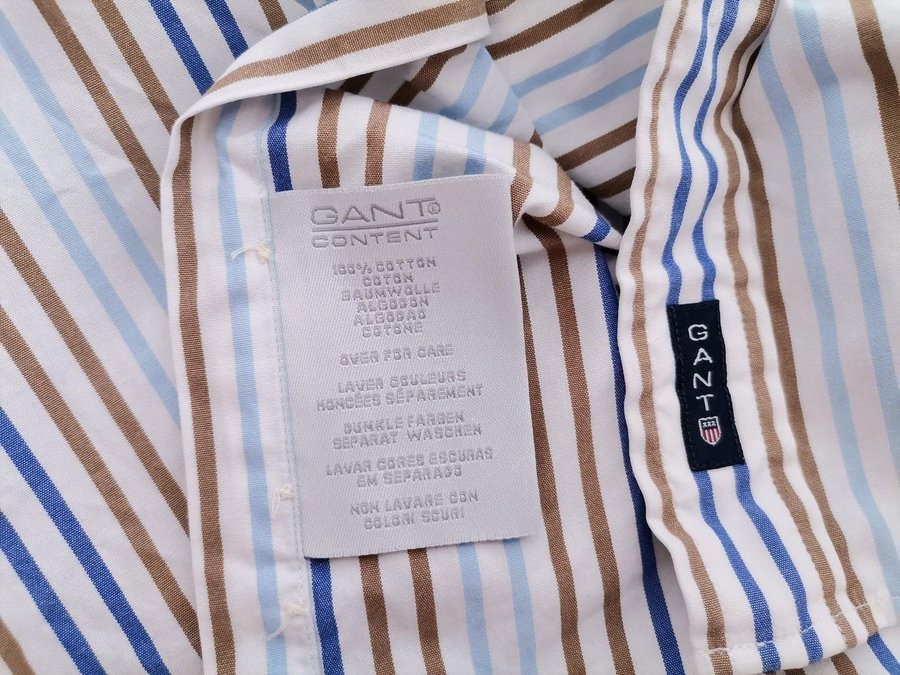 GANT®
CONTENT
100% COTTON
COTON
BAUMWOLLE
ALGODON
ALGODAO
COTONE
OVER FOR CARE
LAVER COULEURS
FONCÉES SÉPAREMENT
DUNKLE FARBEN
SEPARAT WASCHEN
LAVAR CORES ESCURAS
EM SEPARADO
NON LAVARE CON
COLORI SCURI
GANT